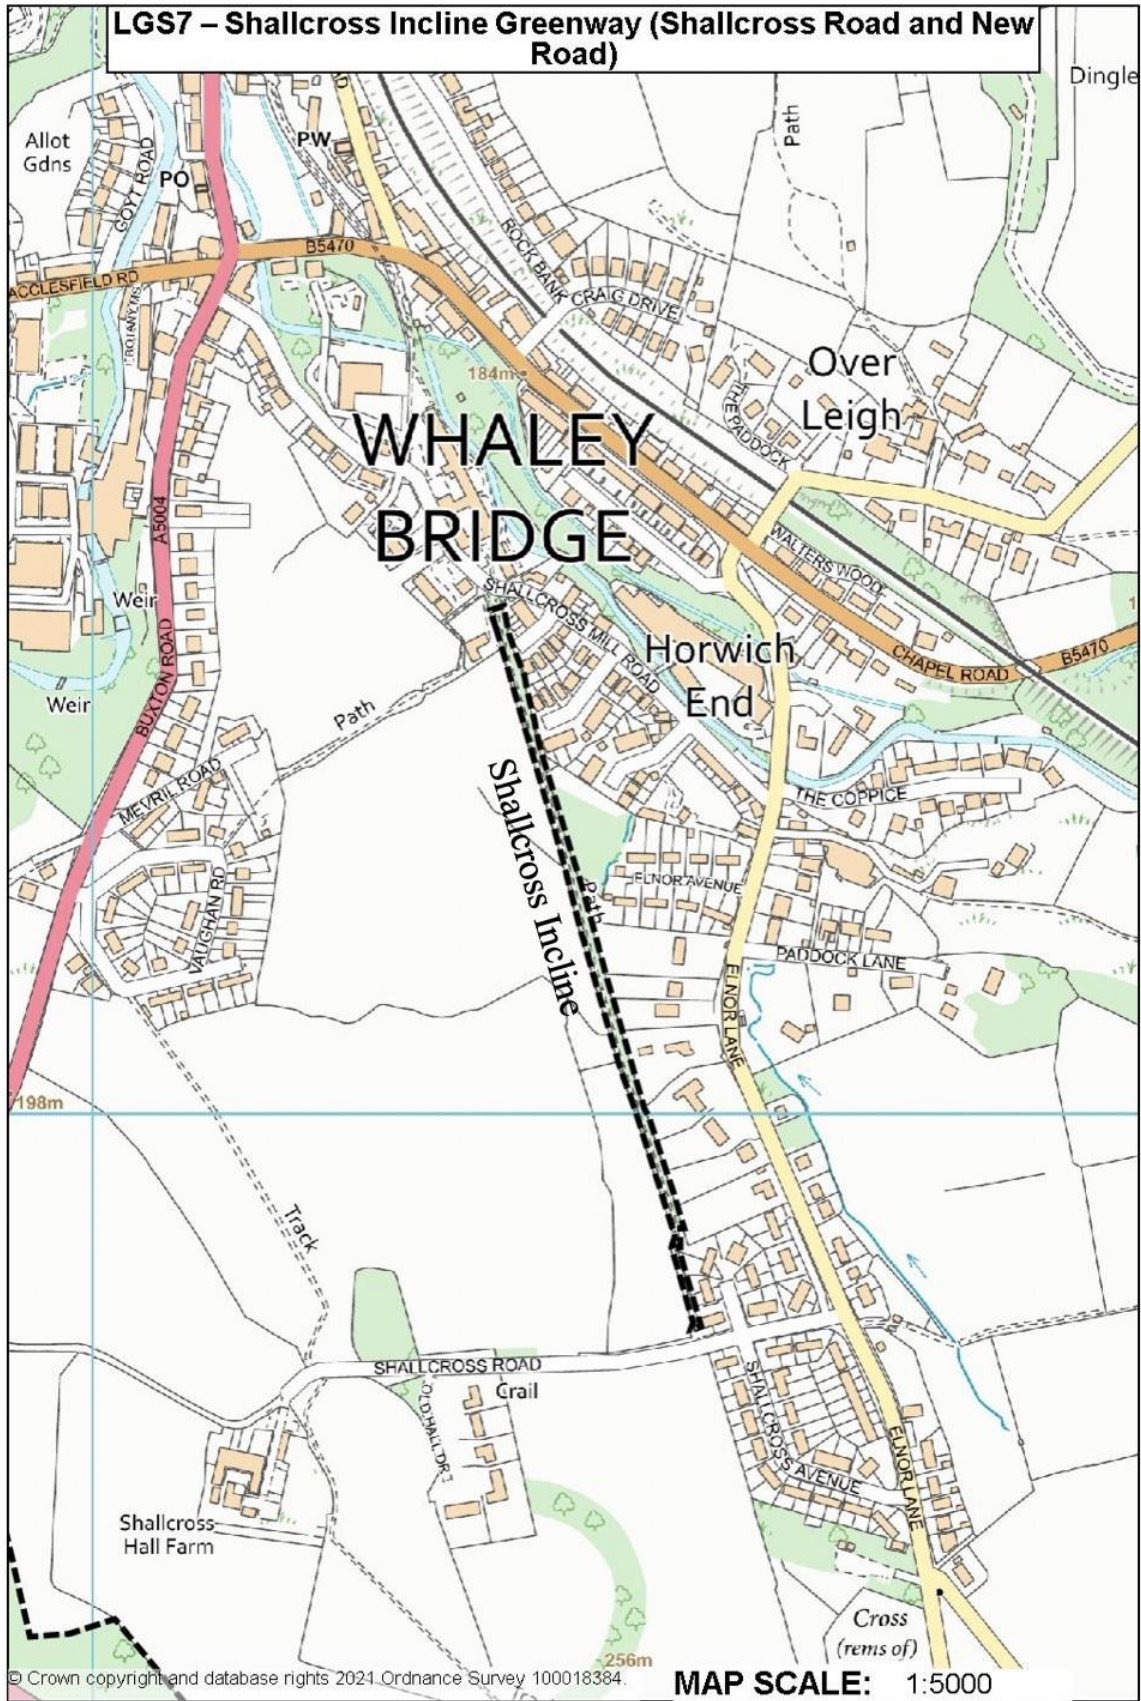 LGS7 – Shallcross Incline Greenway (Shallcross Road and New
Road)
Dingle
Allot
Gdns
Path
PW
PO
GOYT ROAD
ROCK BANK
B5470
ACCLESFIELD RD
BOTANY MS
CRAIG DRIVE
Over
Leigh
184m
THE PADDOCK
WHALEY
BRIDGE
A5004
WALTERS WOOD
SHALLCROSS MILL ROAD
Weir
Horwich
End
CHAPEL ROAD
B5470
BUXTON ROAD
Weir
Path
MEVRIL ROAD
Shallcross Incline
THE COPPICE
ELNOR AVENUE
Path
VAUGHAN RD
PADDOCK LANE
ELNOR LANE
198m
Track
SHALLCROSS ROAD
Crail
OLD HALL DR
SHALLCROSS AVENUE
ELNOR LANE
Shallcross
Hall Farm
Cross
(rems of)
256m
© Crown copyright and database rights 2021 Ordnance Survey 100018384.
MAP SCALE: 1:5000